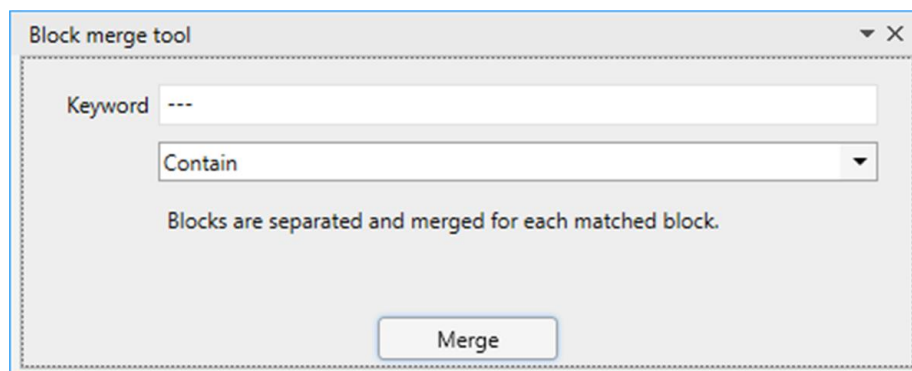 Block merge tool
Keyword ---
Contain
Blocks are separated and merged for each matched block.
Merge